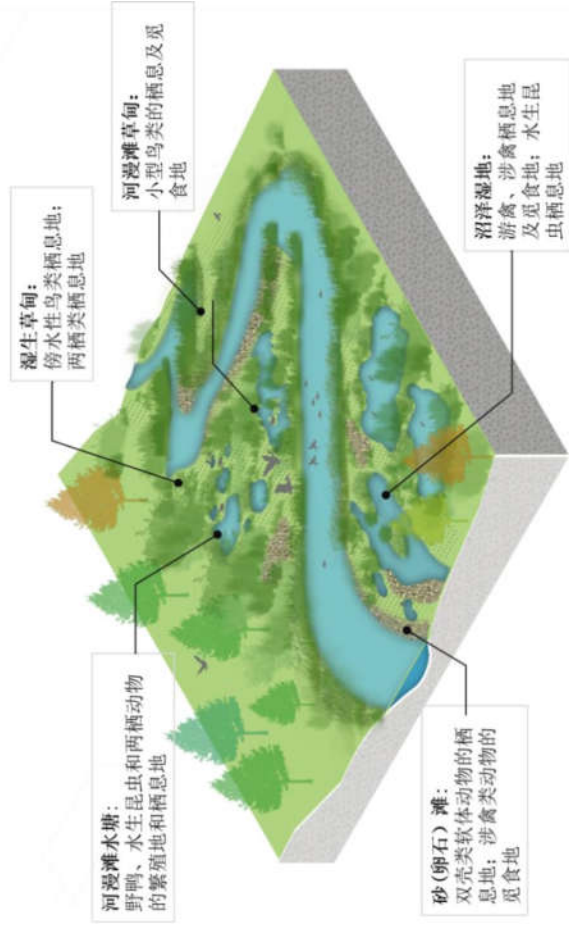 河漫滩水塘：
野鸭、水生昆虫和两栖动物
的繁殖地和栖息地
湿生草甸：
傍水性鸟类栖息地；
两栖类栖息地
河漫滩草甸：
小型鸟类的栖息及觅
食地
砂(卵石）滩：
双壳类软体动物的栖
息地；涉禽类动物的
觅食地
沼泽湿地：
游禽、涉禽栖息地
及觅食地；水生昆
虫栖息地